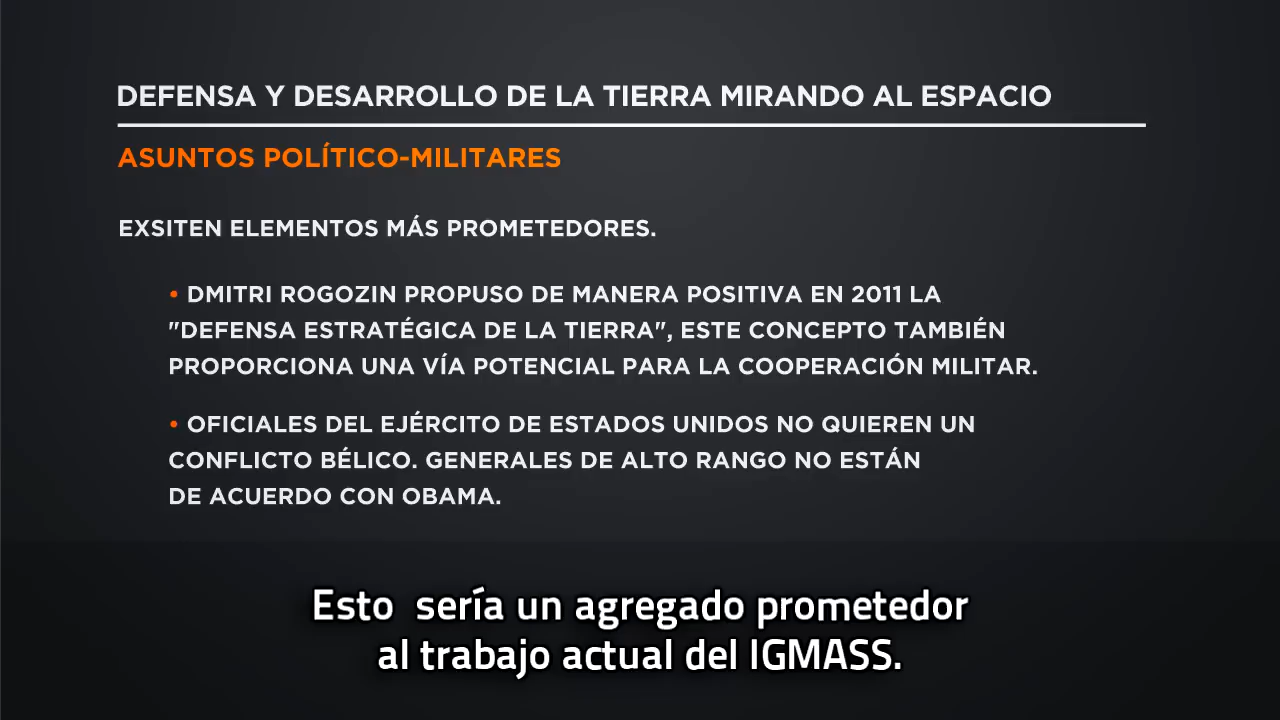 DEFENSA Y DESARROLLO DE LA TIERRA MIRANDO AL ESPACIO
ASUNTOS POLÍTICO-MILITARES
EXSITEN ELEMENTOS MÁS PROMETEDORES.
• DMITRI ROGOZIN PROPUSO DE MANERA POSITIVA EN 2011 LA
"DEFENSA ESTRATÉGICA DE LA TIERRA", ESTE CONCEPTO TAMBIÉN
PROPORCIONA UNA VÍA POTENCIAL PARA LA COOPERACIÓN MILITAR.
• OFICIALES DEL EJÉRCITO DE ESTADOS UNIDOS NO QUIEREN UN
CONFLICTO BÉLICO. GENERALES DE ALTO RANGO NO ESTÁN
DE ACUERDO CON OBAMA.
Esto  sería un agregado prometedor
al trabajo actual del IGMASS.